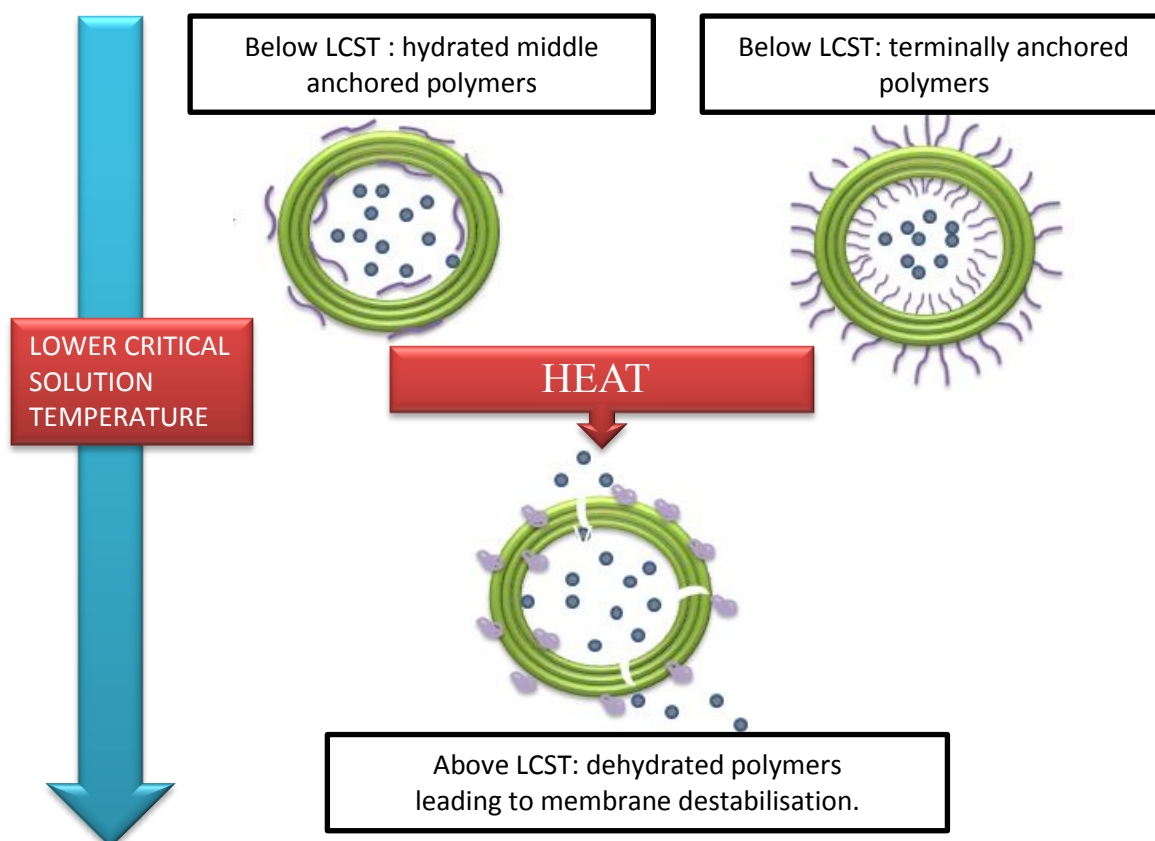 Below LCST : hydrated middle
anchored polymers
Below LCST: terminally anchored
polymers
LOWER CRITICAL
SOLUTION
TEMPERATURE
HEAT
Above LCST: dehydrated polymers
leading to membrane destabilisation.